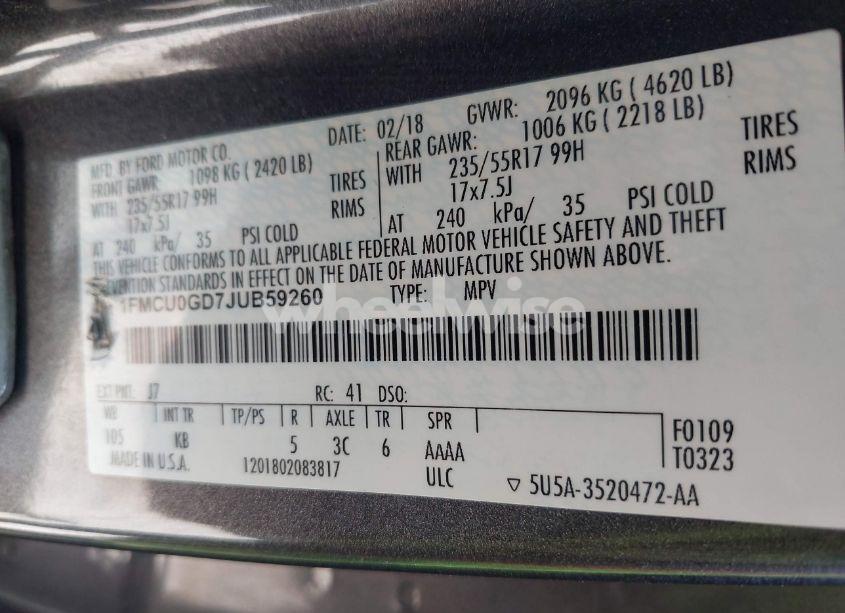 MFD. BY FORD MOTOR CO.
DATE: 02/18 GVWR: 2096 KG ( 4620 LB)
FRONT GAWR: 1098 KG ( 2420 LB)
WITH 235/55R17 99H TIRES
17x7.5J RIMS
AT 240 kPa/ 35 PSI COLD
REAR GAWR: 1006 KG ( 2218 LB)
WITH 235/55R17 99H TIRES
17x7.5J RIMS
AT 240 kPa/ 35 PSI COLD
THIS VEHICLE CONFORMS TO ALL APPLICABLE FEDERAL MOTOR VEHICLE SAFETY AND THEFT
PREVENTION STANDARDS IN EFFECT ON THE DATE OF MANUFACTURE SHOWN ABOVE.
1FMCU0GD7JUB59260 TYPE: MPV
wheelwise
EXT PNT: J7 RC: 41 DSO:
WB INT TR TP/PS R AXLE TR SPR
105 KB 5 3C 6 AAAA
F0109
T0323
MADE IN U.S.A. 1201802083817 ULC
▽ 5U5A-3520472-AA